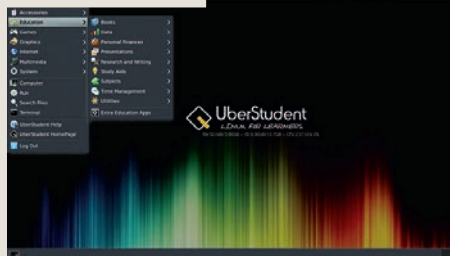 Accessories
Education
Games
Graphics
Internet
Multimedia
System
Computer
Run
Search Files
Terminal
UberStudent Help
UberStudent HomePage
Log Out
Books
Data
Personal Finances
Presentations
Research and Writing
Study Aids
Subjects
Time Management
Utilities
Extra Education Apps
UberStudent
LINUX FOR LEARNERS